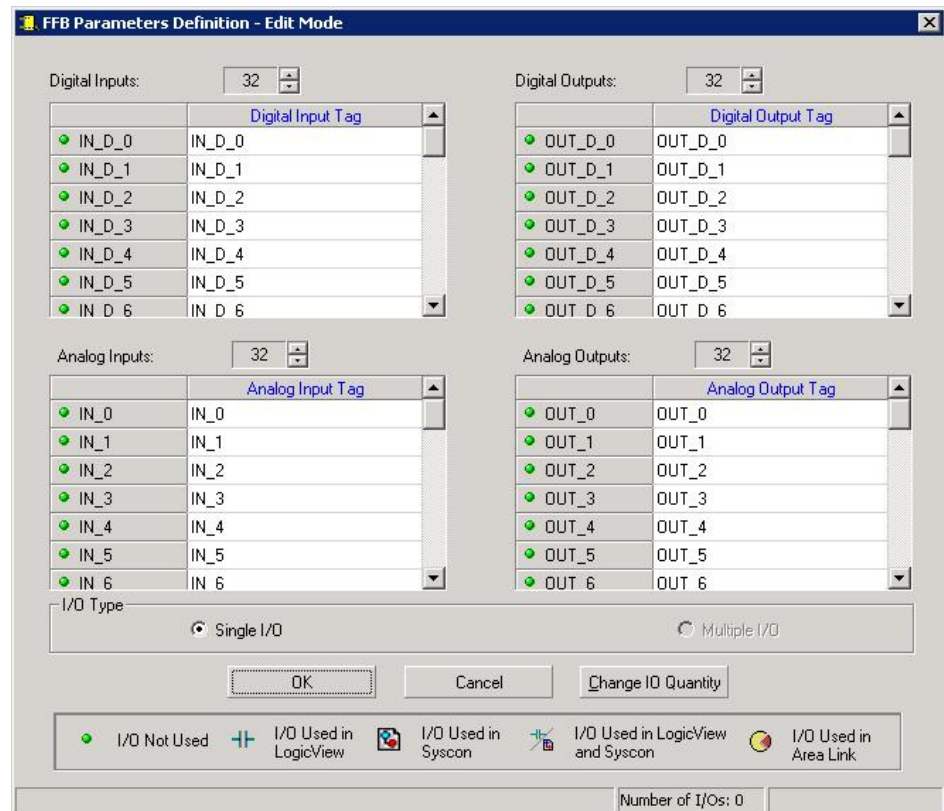 FFB Parameters Definition - Edit Mode
Digital Inputs: 32
Digital Outputs: 32
Digital Input Tag
IN_D_0 IN_D_0
IN_D_1 IN_D_1
IN_D_2 IN_D_2
IN_D_3 IN_D_3
IN_D_4 IN_D_4
IN_D_5 IN_D_5
IN_D_6 IN_D_6
Digital Output Tag
OUT_D_0 OUT_D_0
OUT_D_1 OUT_D_1
OUT_D_2 OUT_D_2
OUT_D_3 OUT_D_3
OUT_D_4 OUT_D_4
OUT_D_5 OUT_D_5
OUT_D_6 OUT_D_6
Analog Inputs: 32
Analog Outputs: 32
Analog Input Tag
IN_0 IN_0
IN_1 IN_1
IN_2 IN_2
IN_3 IN_3
IN_4 IN_4
IN_5 IN_5
IN_6 IN_6
Analog Output Tag
OUT_0 OUT_0
OUT_1 OUT_1
OUT_2 OUT_2
OUT_3 OUT_3
OUT_4 OUT_4
OUT_5 OUT_5
OUT_6 OUT_6
I/O Type
Single I/O
Multiple I/O
OK
Cancel
Change IO Quantity
I/O Not Used
I/O Used in
LogicView
I/O Used in
Syscon
I/O Used in LogicView
and Syscon
I/O Used in
Area Link
Number of I/Os: 0